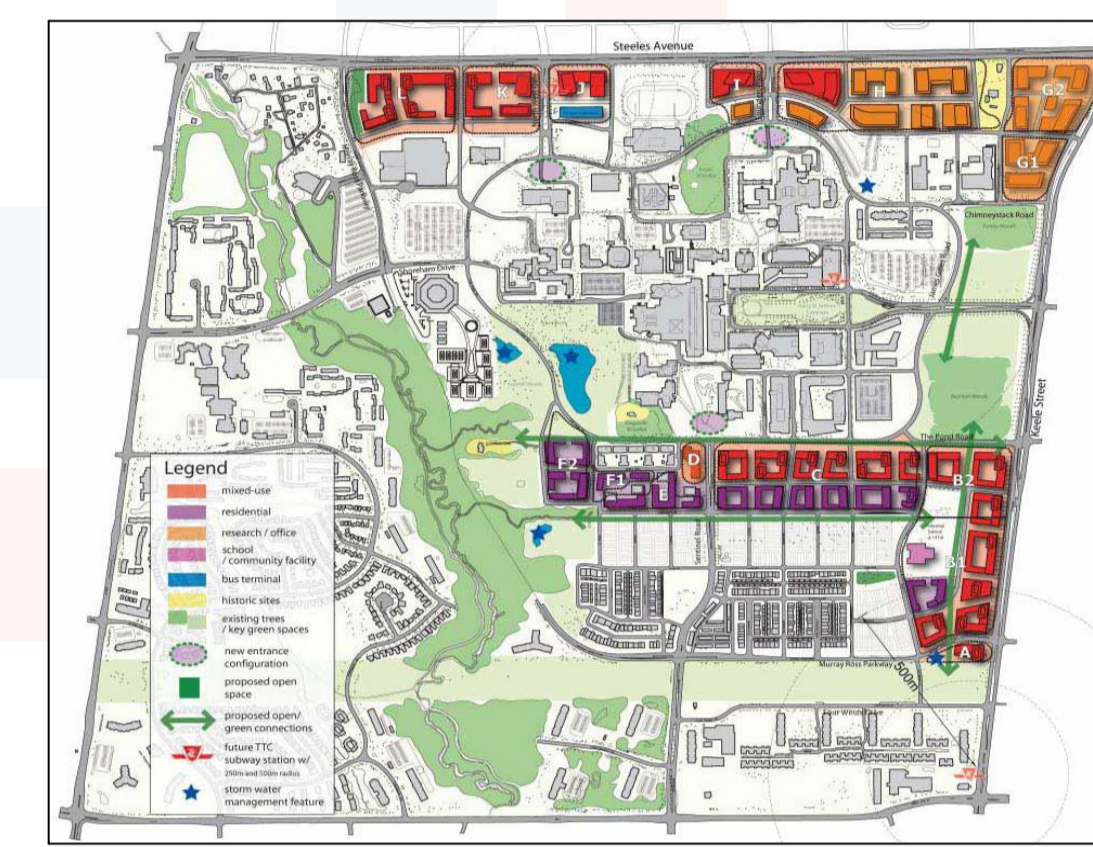 Steeles Avenue
L
K
J
I
H
G2
G1
Chimneystack Road
Shoreham Drive
Keele Street
The Pond Road
F2
F1
E
D
C
B2
B1
Sentinel Road
A
Murray Ross Parkway
500m
Legend
mixed-use
residential
research / office
school
/ community facility
bus terminal
historic sites
existing trees
/ key green spaces
new entrance
configuration
proposed open
space
proposed open/
green connections
future TTC
subway station w/
250m and 500m radius
storm water
management feature